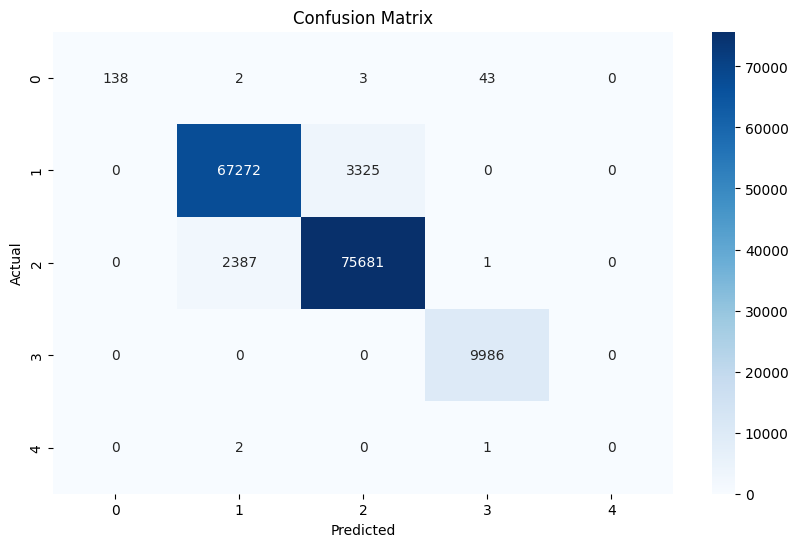 Confusion Matrix
0 138 2 3 43 0
1 0 67272 3325 0 0
2 0 2387 75681 1 0
3 0 0 0 9986 0
4 0 2 0 1 0
0 1 2 3 4
Predicted
Actual
70000
60000
50000
40000
30000
20000
10000
0